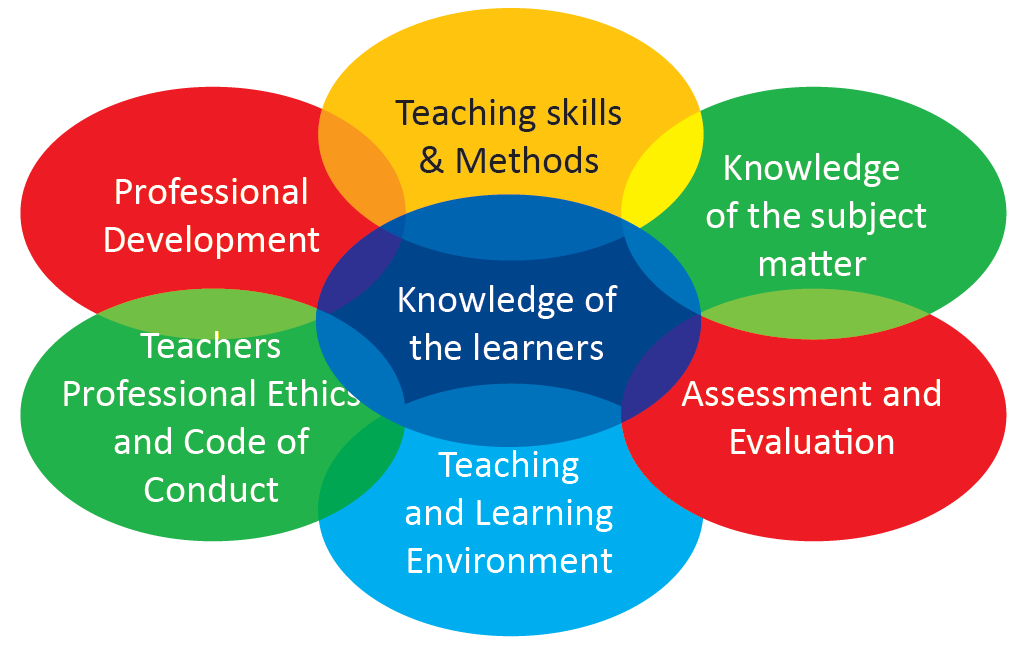 Teaching skills
& Methods
Professional
Development
Knowledge
of the subject
matter
Knowledge of
the learners
Teachers
Professional Ethics
and Code of
Conduct
Assessment and
Evaluation
Teaching
and Learning
Environment